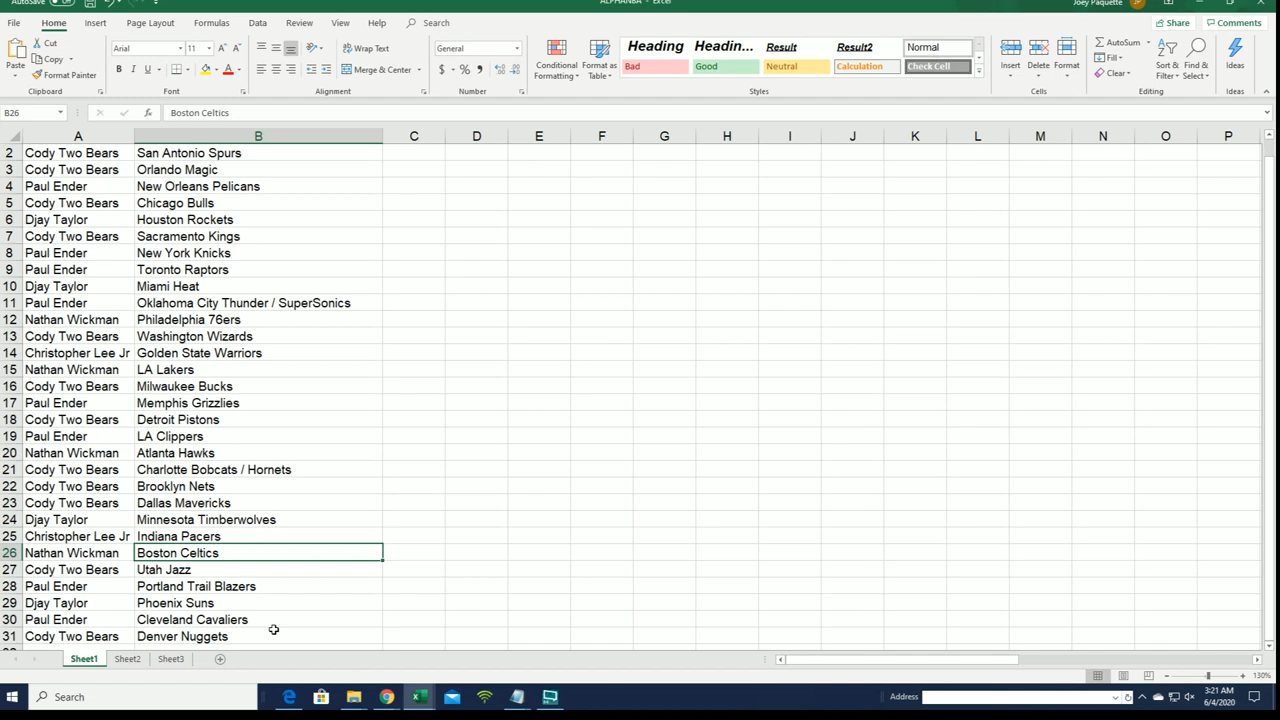 AutoSave Off ALPHANBA - Excel Joey Paquette JP
File Home Insert Page Layout Formulas Data Review View Help Search Share Comments
Paste Cut Copy Format Painter Clipboard
Arial 11 A A B I U A Font
Wrap Text Merge & Center Alignment
General $ % , Number
Conditional Formatting Format as Table
Heading Headin... Result Result2 Normal
Bad Good Neutral Calculation Check Cell
Styles
Insert Delete Format Cells
AutoSum Fill Clear Sort & Filter Find & Select Editing
Ideas Ideas
B26 fx Boston Celtics
A B C D E F G H I J K L M N O P
2 Cody Two Bears San Antonio Spurs
3 Cody Two Bears Orlando Magic
4 Paul Ender New Orleans Pelicans
5 Cody Two Bears Chicago Bulls
6 Djay Taylor Houston Rockets
7 Cody Two Bears Sacramento Kings
8 Paul Ender New York Knicks
9 Paul Ender Toronto Raptors
10 Djay Taylor Miami Heat
11 Paul Ender Oklahoma City Thunder / SuperSonics
12 Nathan Wickman Philadelphia 76ers
13 Cody Two Bears Washington Wizards
14 Christopher Lee Jr Golden State Warriors
15 Nathan Wickman LA Lakers
16 Cody Two Bears Milwaukee Bucks
17 Paul Ender Memphis Grizzlies
18 Cody Two Bears Detroit Pistons
19 Paul Ender LA Clippers
20 Nathan Wickman Atlanta Hawks
21 Cody Two Bears Charlotte Bobcats / Hornets
22 Cody Two Bears Brooklyn Nets
23 Cody Two Bears Dallas Mavericks
24 Djay Taylor Minnesota Timberwolves
25 Christopher Lee Jr Indiana Pacers
26 Nathan Wickman Boston Celtics
27 Cody Two Bears Utah Jazz
28 Paul Ender Portland Trail Blazers
29 Djay Taylor Phoenix Suns
30 Paul Ender Cleveland Cavaliers
31 Cody Two Bears Denver Nuggets
Sheet1 Sheet2 Sheet3
130%
Search Address 3:21 AM
6/4/2020